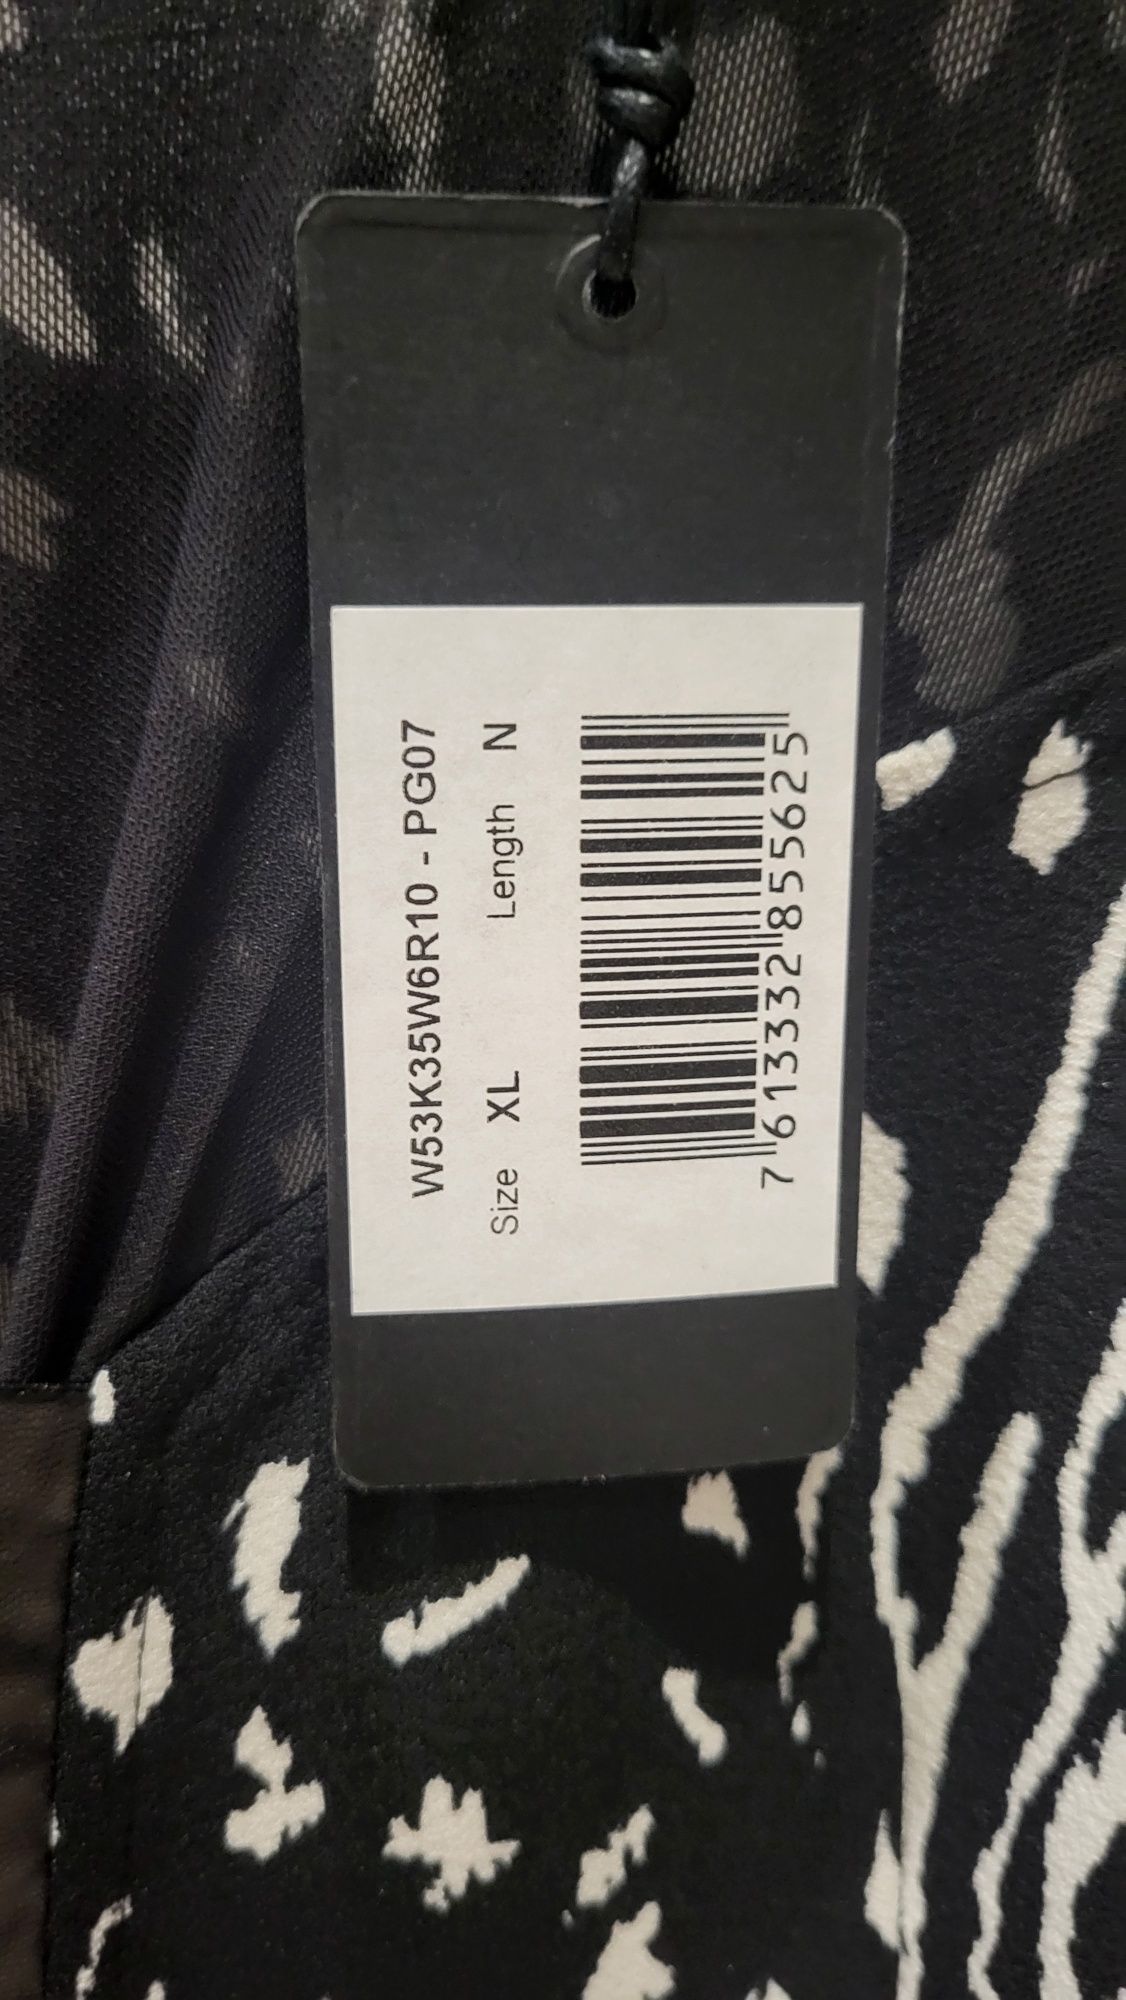 W53K35W6R10 - PG07
Size XL Length N
7 613332 855625